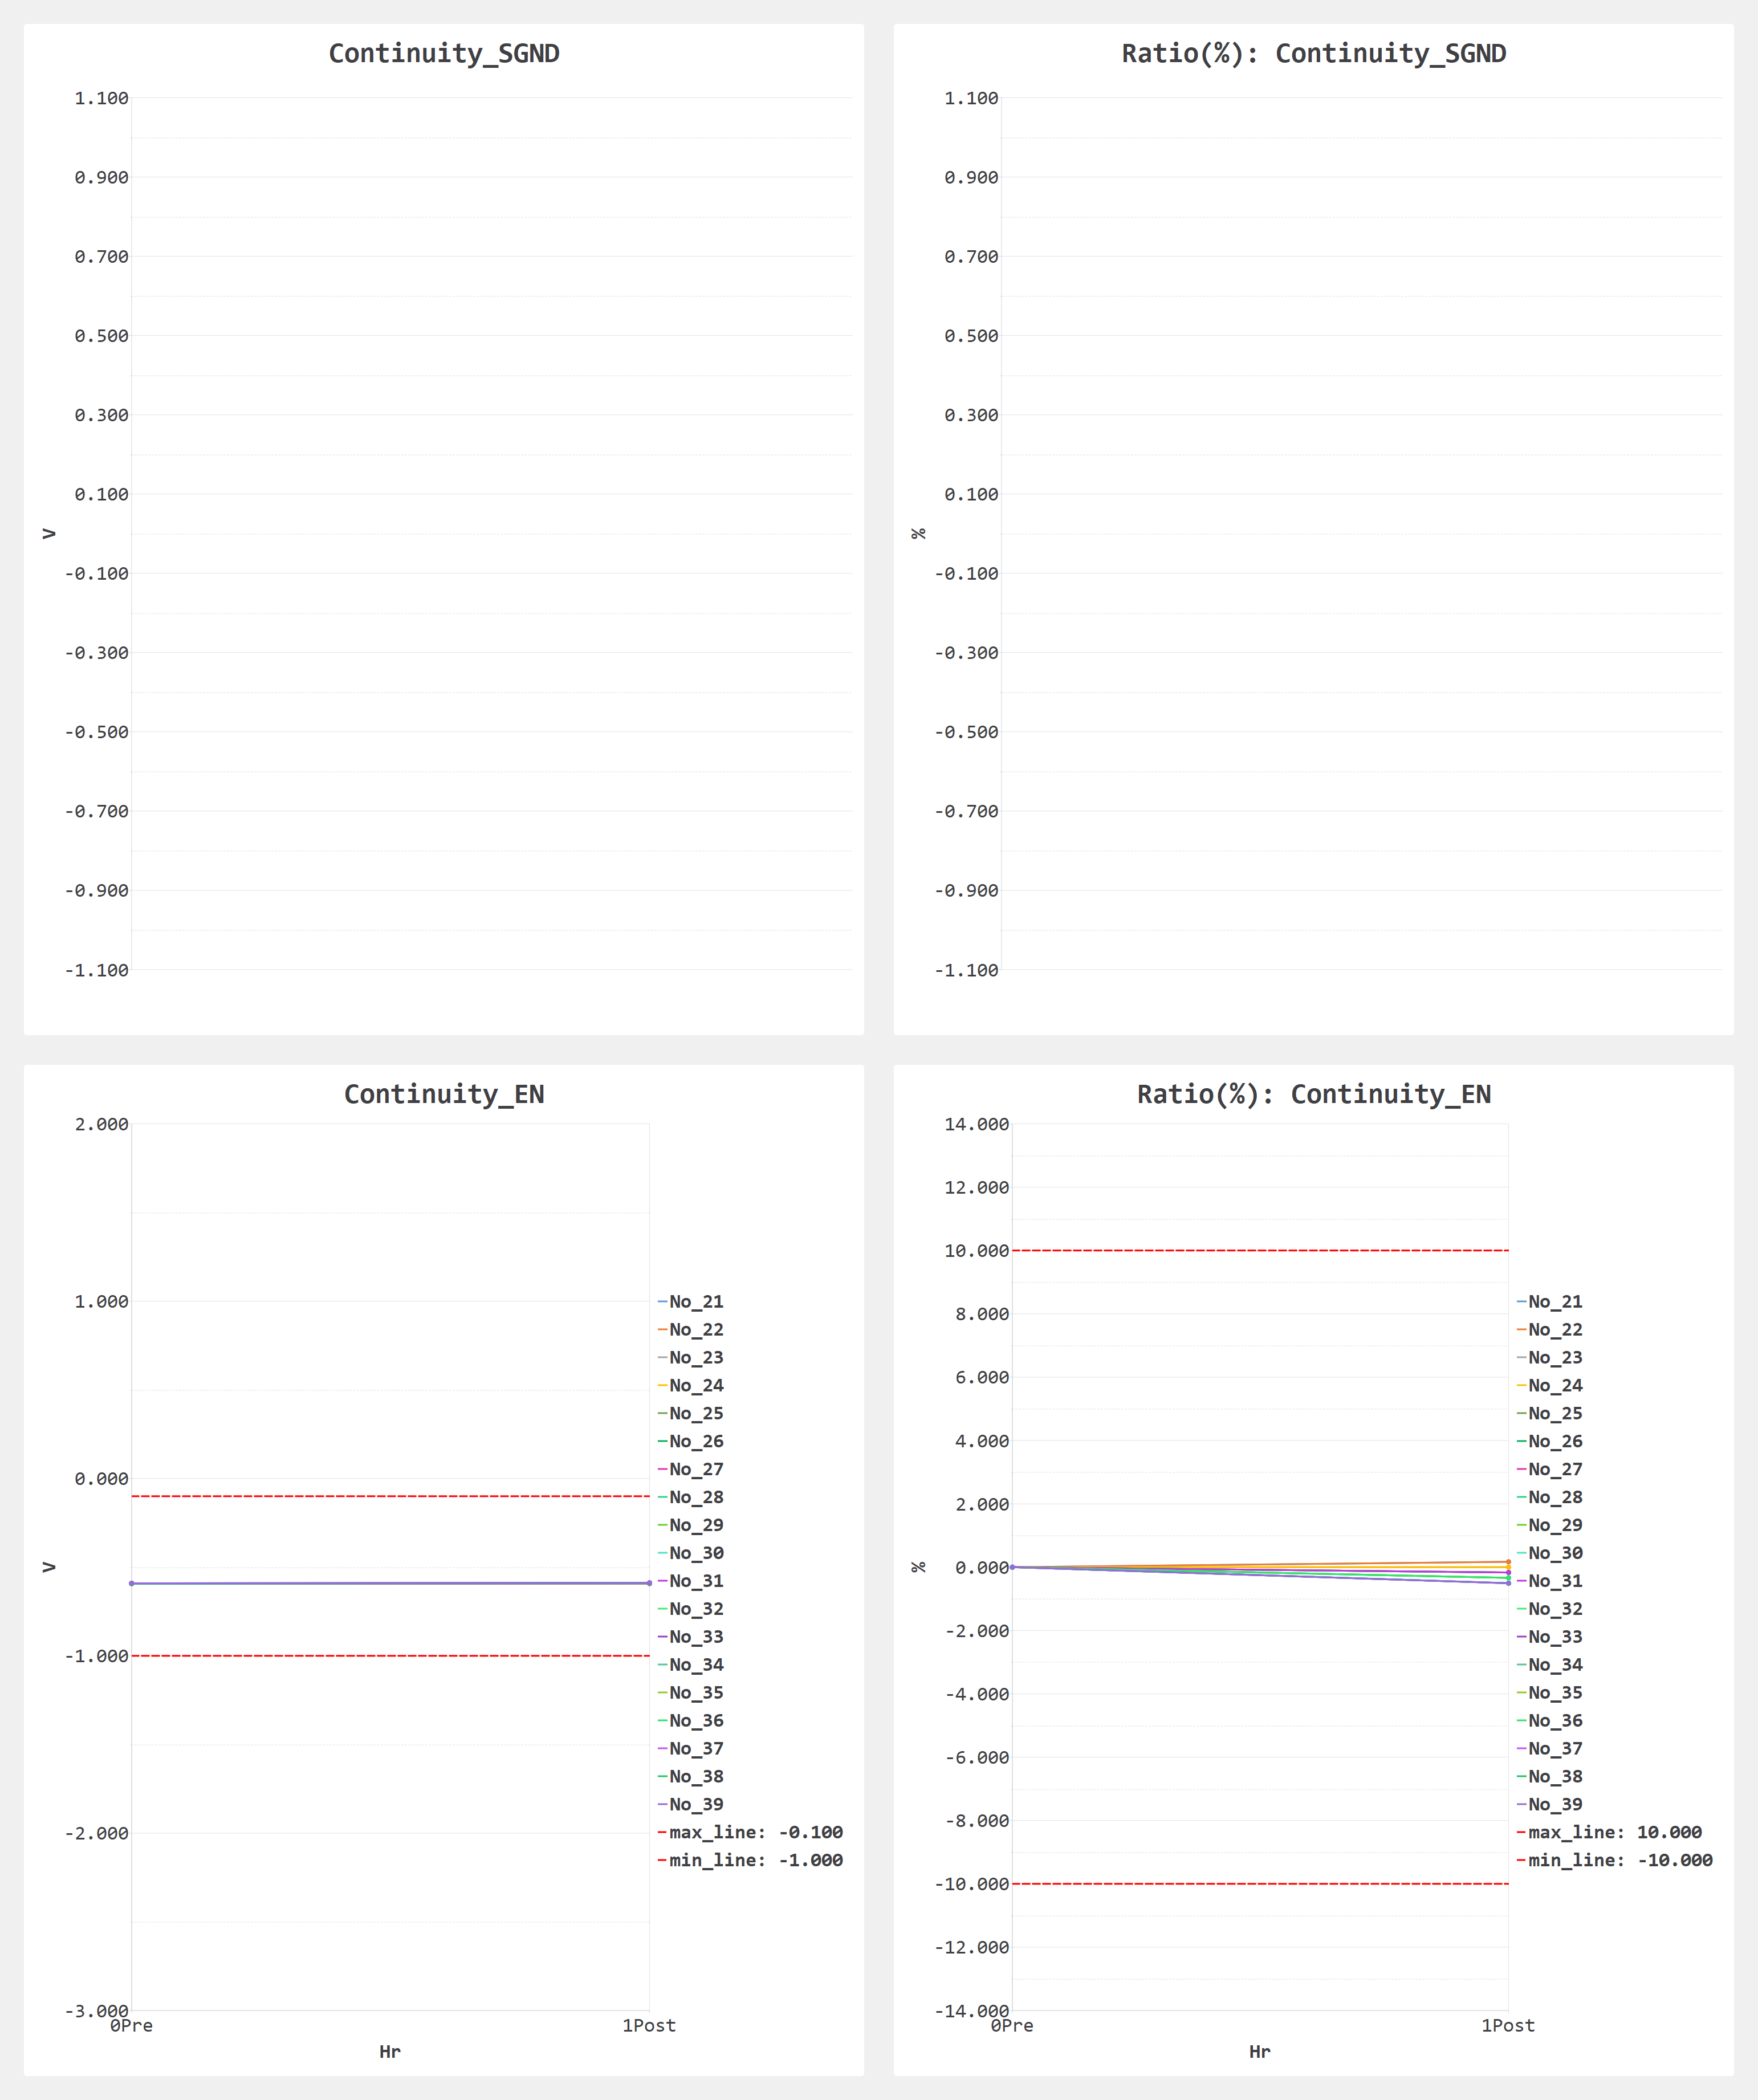 Continuity_SGND
1.100
0.900
0.700
0.500
0.300
0.100
-0.100
-0.300
-0.500
-0.700
-0.900
-1.100
V
Ratio(%): Continuity_SGND
1.100
0.900
0.700
0.500
0.300
0.100
-0.100
-0.300
-0.500
-0.700
-0.900
-1.100
%
Continuity_EN
2.000
1.000
0.000
-1.000
-2.000
-3.000
V
0Pre
1Post
Hr
No_21
No_22
No_23
No_24
No_25
No_26
No_27
No_28
No_29
No_30
No_31
No_32
No_33
No_34
No_35
No_36
No_37
No_38
No_39
max_line: -0.100
min_line: -1.000
Ratio(%): Continuity_EN
14.000
12.000
10.000
8.000
6.000
4.000
2.000
0.000
-2.000
-4.000
-6.000
-8.000
-10.000
-12.000
-14.000
%
0Pre
1Post
Hr
No_21
No_22
No_23
No_24
No_25
No_26
No_27
No_28
No_29
No_30
No_31
No_32
No_33
No_34
No_35
No_36
No_37
No_38
No_39
max_line: 10.000
min_line: -10.000